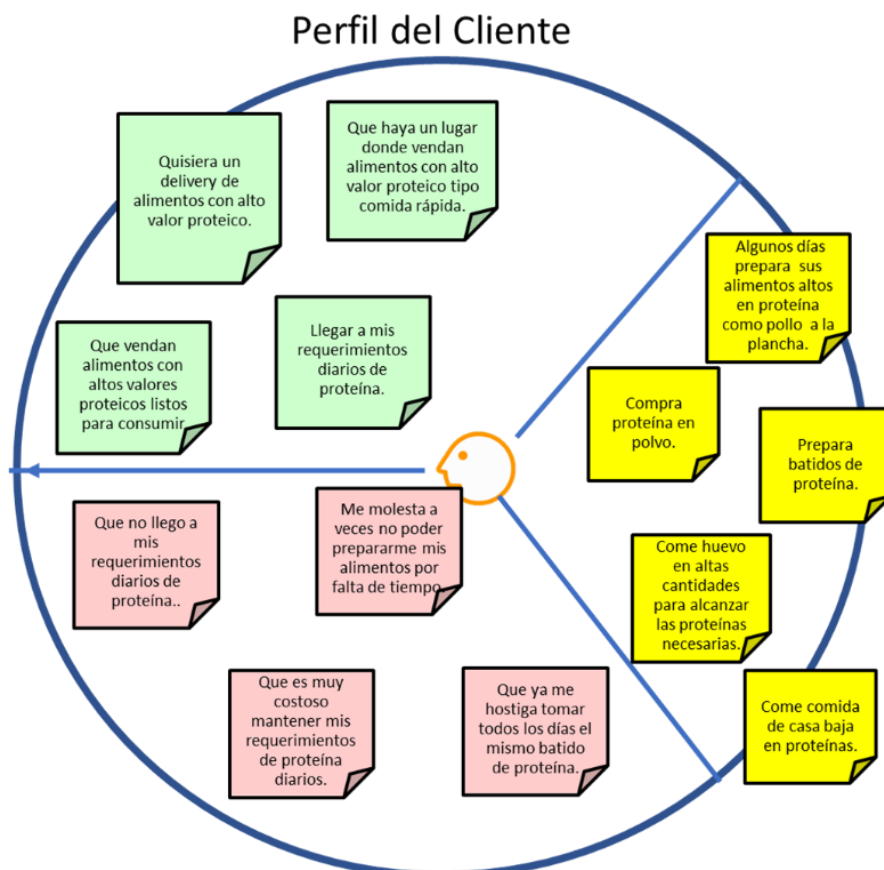 Perfil del Cliente
Quisiera un
delivery de
alimentos con alto
valor proteico.
Que haya un lugar
donde vendan
alimentos con alto
valor proteico tipo
comida rápida.
Que vendan
alimentos con
altos valores
proteicos listos
para consumir
Llegar a mis
requerimientos
diarios de
proteína.
Algunos días
prepara sus
alimentos altos
en proteína
como pollo a la
plancha.
Compra
proteína en
polvo.
Prepara
batidos de
proteína.
Come huevo
en altas
cantidades
para alcanzar
las proteínas
necesarias.
Come comida
de casa baja
en proteínas.
Que no llego a
mis
requerimientos
diarios de
proteína..
Me molesta a
veces no poder
prepararme mis
alimentos por
falta de tiempo.
Que es muy
costoso
mantener mis
requerimientos
de proteína
diarios.
Que ya me
hostiga tomar
todos los días el
mismo batido
de proteína.